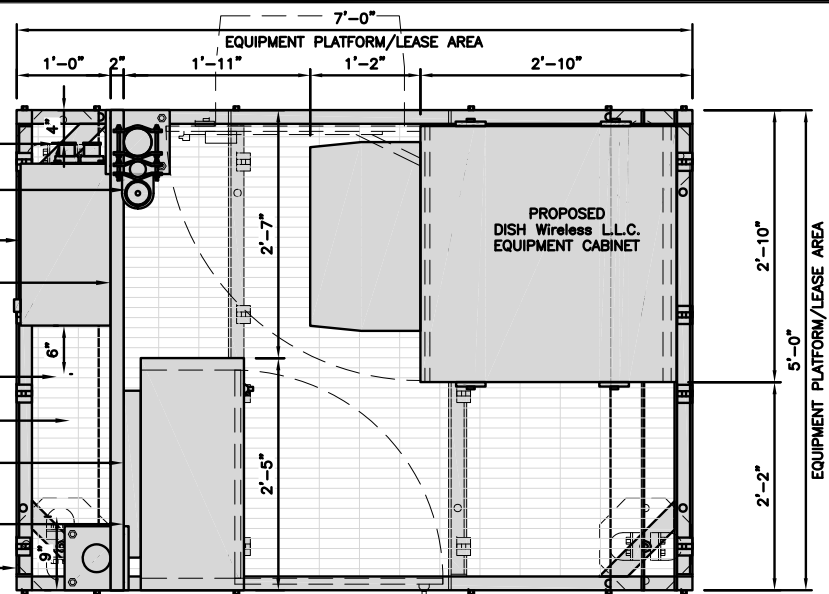 7'-0"
EQUIPMENT PLATFORM/LEASE AREA
1'-0"
2"
1'-11"
1'-2"
2'-10"
4"
2'-7"
PROPOSED
DISH Wireless L.L.C.
EQUIPMENT CABINET
2'-10"
5'-0"
EQUIPMENT PLATFORM/LEASE AREA
6"
2'-5"
2'-2"
9"